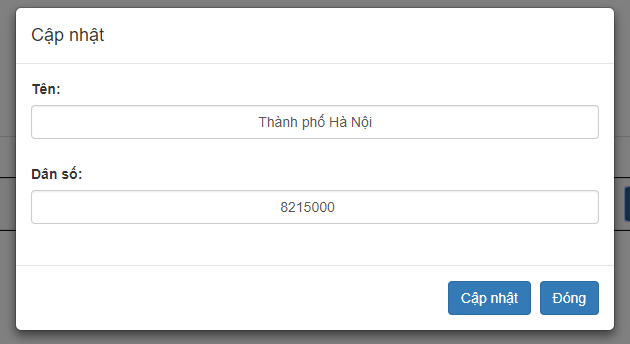 Cập nhật
Tên:
Thành phố Hà Nội
Dân số:
8215000
Cập nhật Đóng